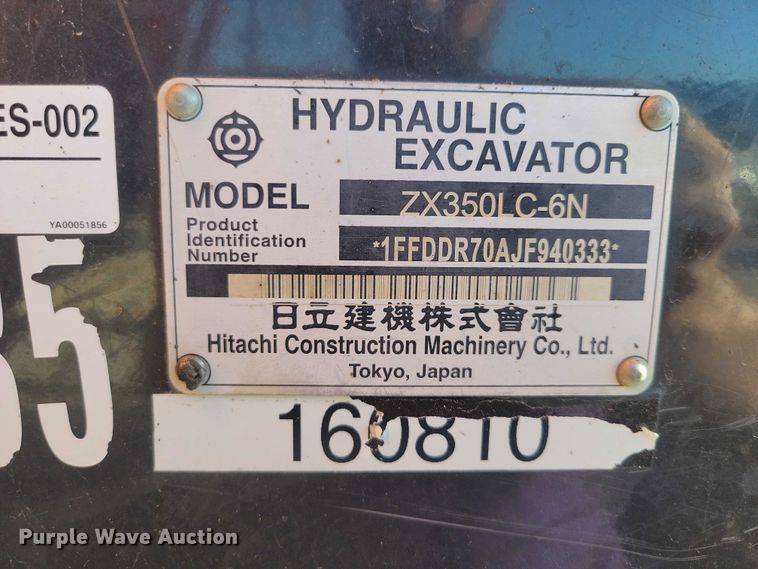 ES-002
YA00051856
35
HYDRAULIC
EXCAVATOR
MODEL ZX350LC-6N
Product
Identification
Number *1FFDDR70AJF940333*
日立建機株式會社
Hitachi Construction Machinery Co., Ltd.
Tokyo, Japan
160810
Purple Wave Auction